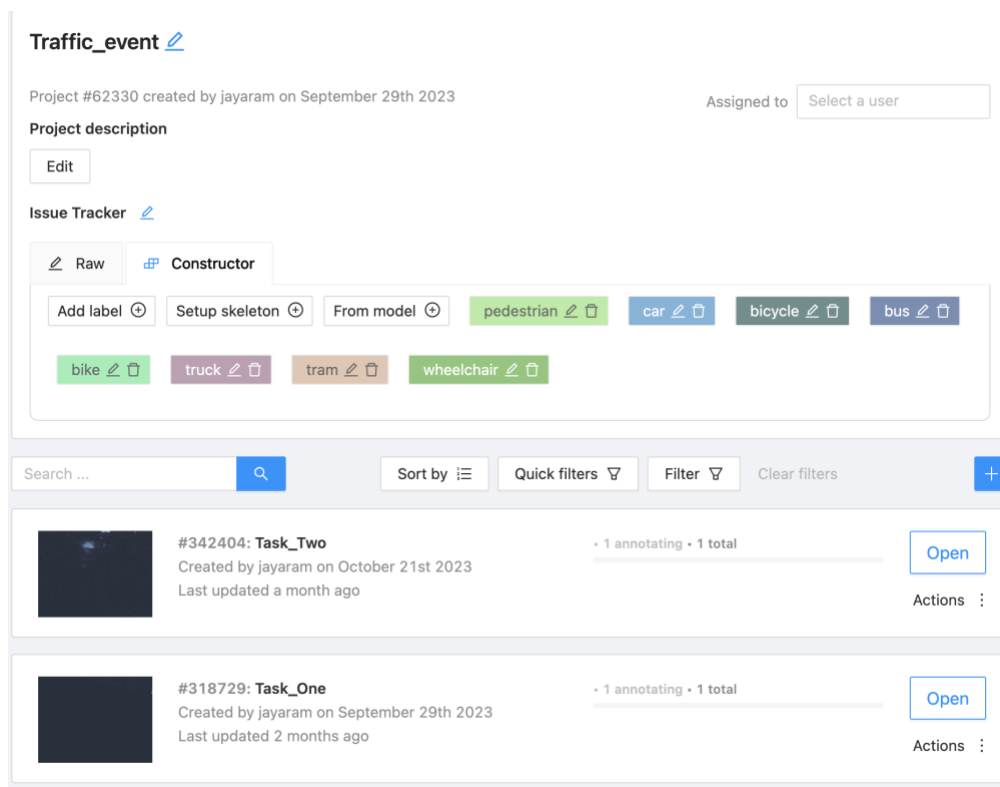 Traffic_event
Project #62330 created by jayaram on September 29th 2023
Assigned to Select a user
Project description
Edit
Issue Tracker
Raw Constructor
Add label Setup skeleton From model pedestrian car bicycle bus
bike truck tram wheelchair
Search ... Sort by Quick filters Filter Clear filters +
#342404: Task_Two • 1 annotating • 1 total Open
Created by jayaram on October 21st 2023
Last updated a month ago Actions
#318729: Task_One • 1 annotating • 1 total Open
Created by jayaram on September 29th 2023
Last updated 2 months ago Actions